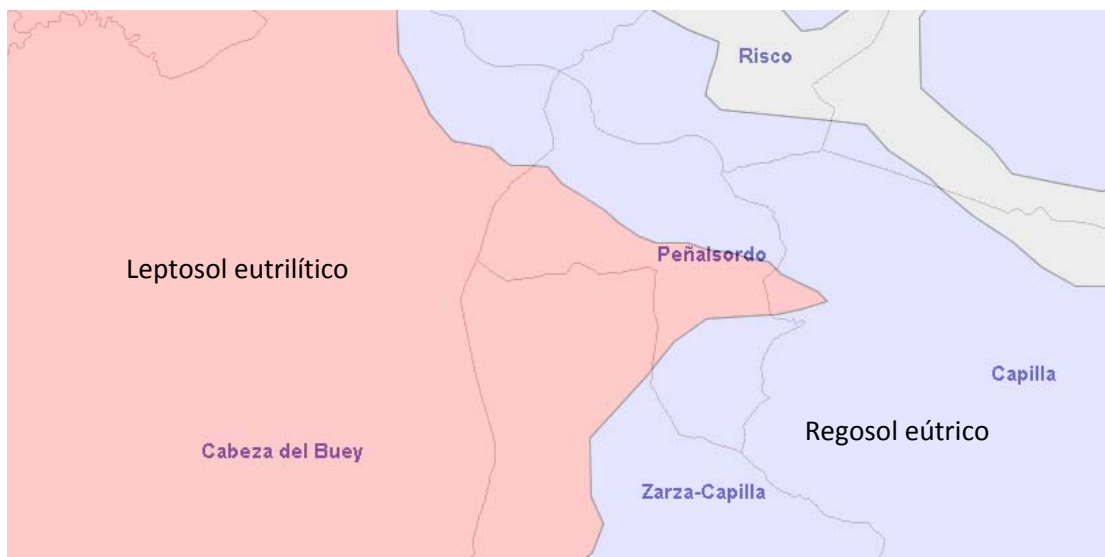 Risco
Peñalsordo
Leptosol eutrilítico
Capilla
Regosol eútrico
Cabeza del Buey
Zarza-Capilla